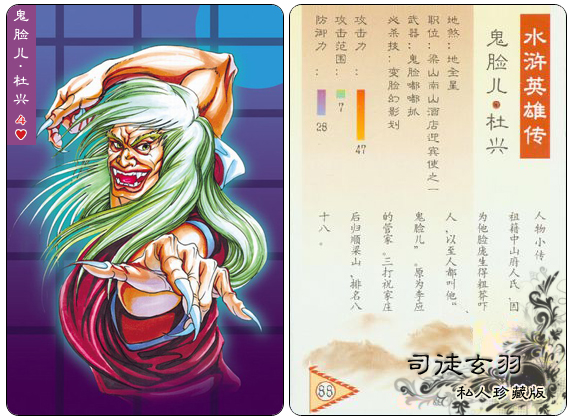 鬼脸儿·杜兴
4
水浒英雄传
鬼脸儿 杜兴
地煞:地全星
职位:梁山南山酒店迎宾使之一
武器:鬼脸嘟嘟抓
必杀技:变脸幻影划
攻击力: 47
攻击范围: 7
防御力: 28
人物小传
祖籍中山府人氏,因
为他脸庞生得粗莽吓
人,以至人都叫他“
鬼脸儿”。原为李应
的管家。三打祝家庄
后归顺梁山,排名八
十八。
88
司徒玄羽
私人珍藏版